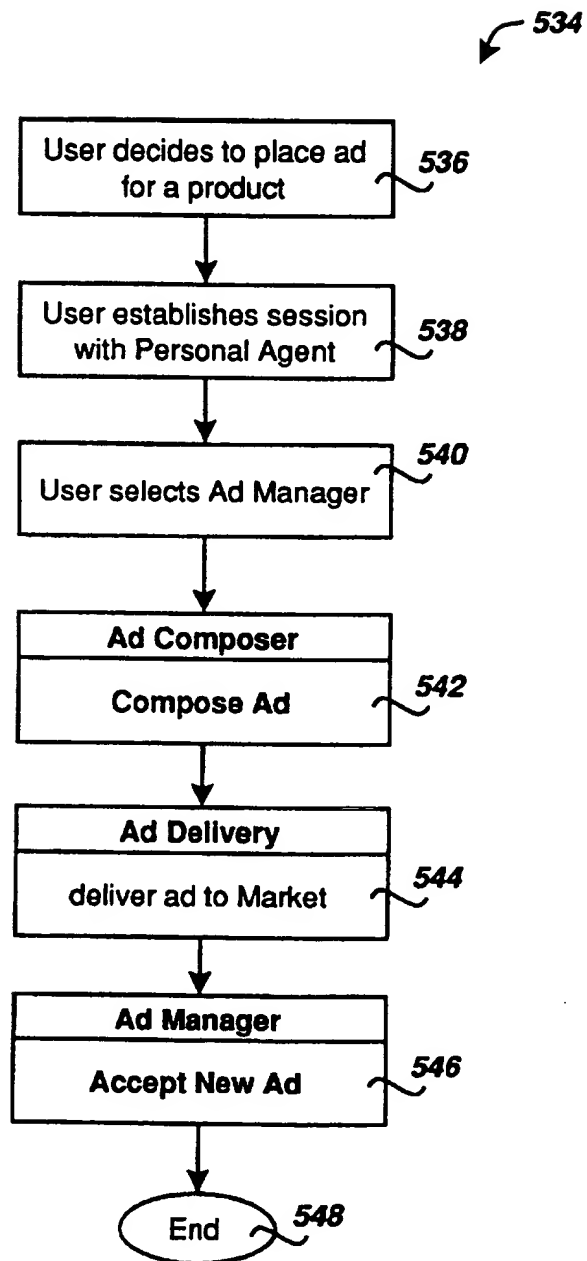 534
User decides to place ad
for a product
536
User establishes session
with Personal Agent
538
User selects Ad Manager
540
Ad Composer
Compose Ad
542
Ad Delivery
deliver ad to Market
544
Ad Manager
Accept New Ad
546
End
548